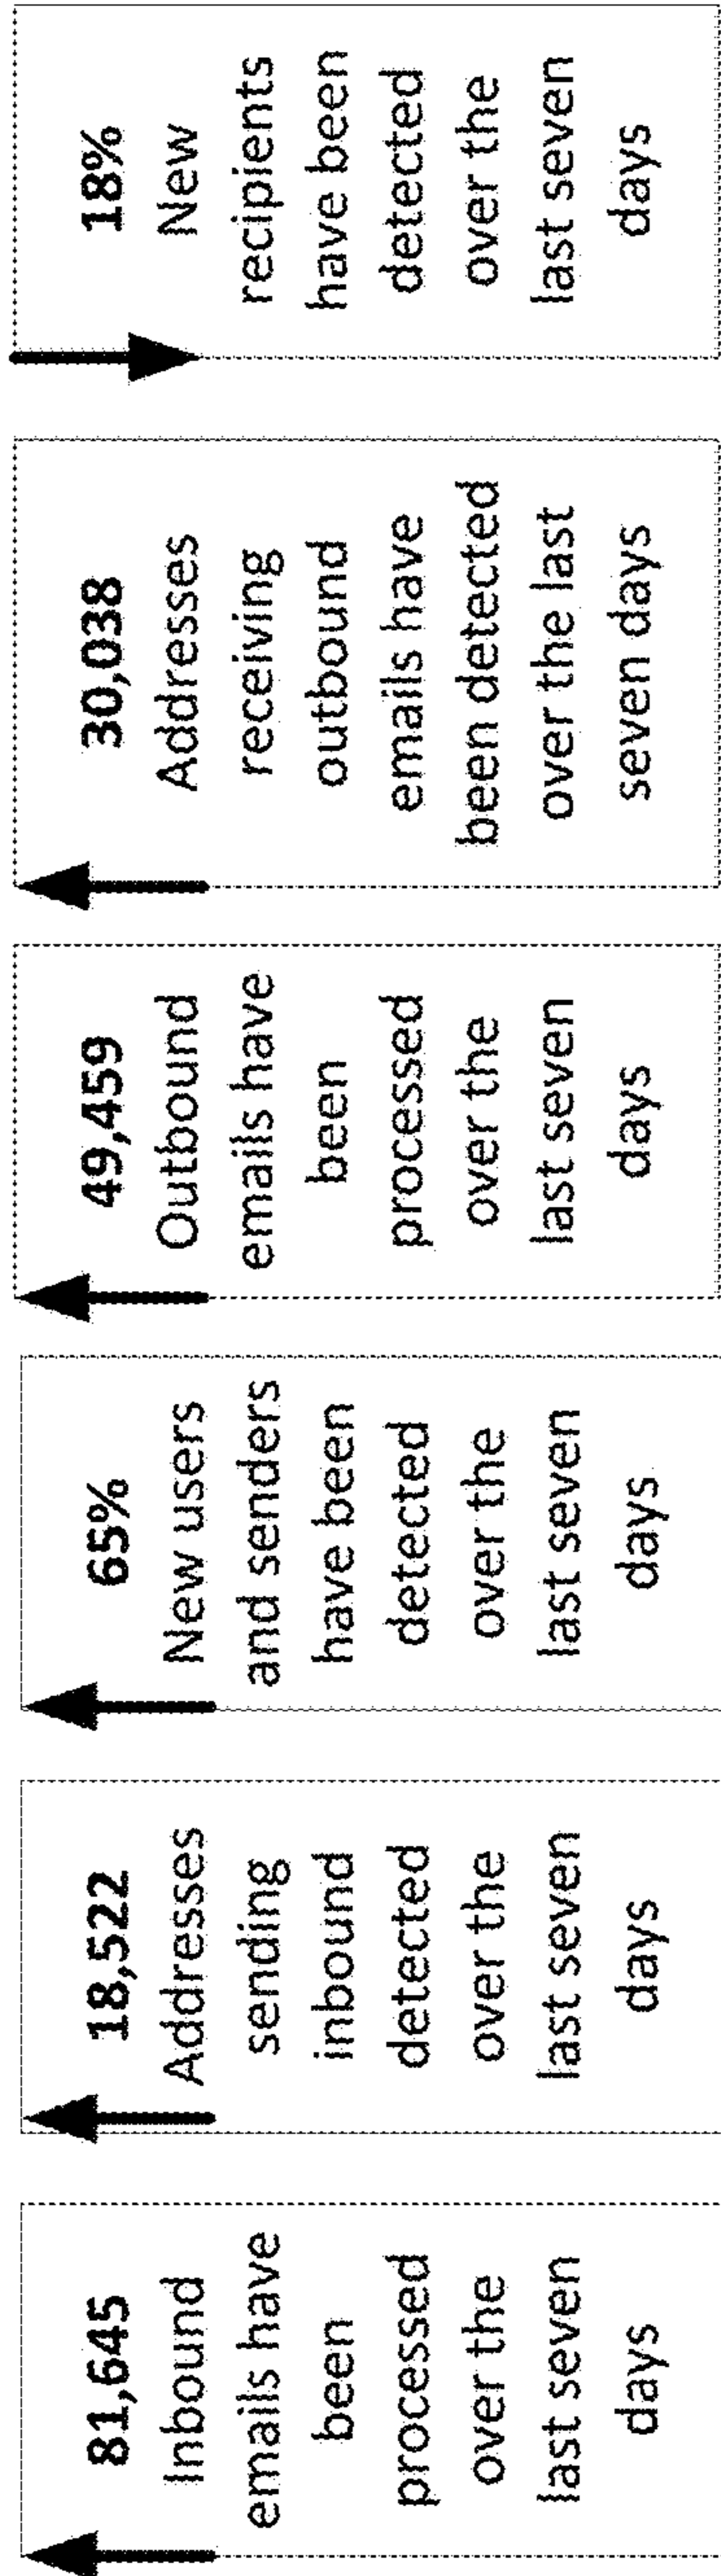 81,645
Inbound
emails have
been
processed
over the
last seven
days
18,522
Addresses
sending
inbound
detected
over the
last seven
days
65%
New users
and senders
have been
detected
over the
last seven
days
49,459
Outbound
emails have
been
processed
over the
last seven
days
30,038
Addresses
receiving
outbound
emails have
been detected
over the last
seven days
18%
New
recipients
have been
detected
over the
last seven
days